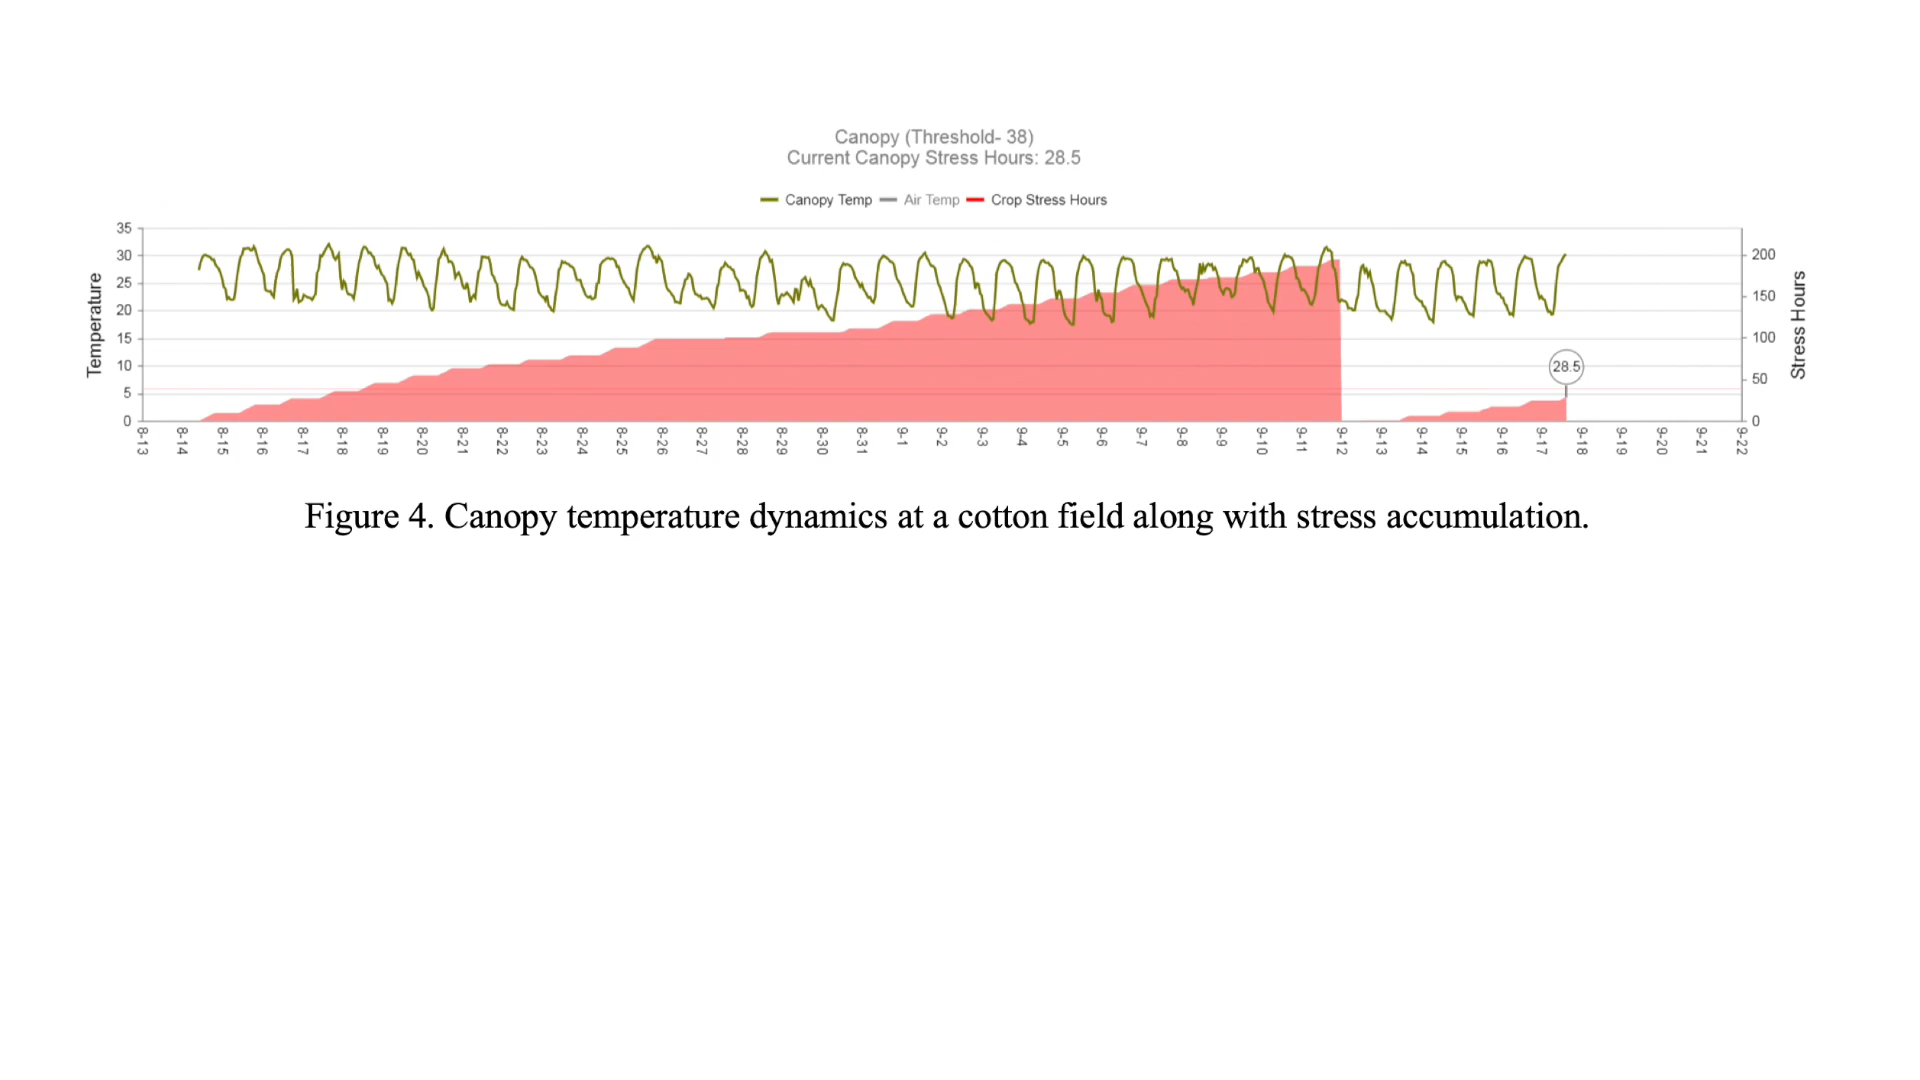 Canopy (Threshold- 38)
Current Canopy Stress Hours: 28.5
Canopy Temp Air Temp Crop Stress Hours
Temperature
35
30
25
20
15
10
5
0
200
150
100
50
0
Stress Hours
28.5
8-13 8-14 8-15 8-16 8-17 8-18 8-19 8-20 8-21 8-22 8-23 8-24 8-25 8-26 8-27 8-28 8-29 8-30 8-31 9-1 9-2 9-3 9-4 9-5 9-6 9-7 9-8 9-9 9-10 9-11 9-12 9-13 9-14 9-15 9-16 9-17 9-18 9-19 9-20 9-21 9-22
Figure 4. Canopy temperature dynamics at a cotton field along with stress accumulation.